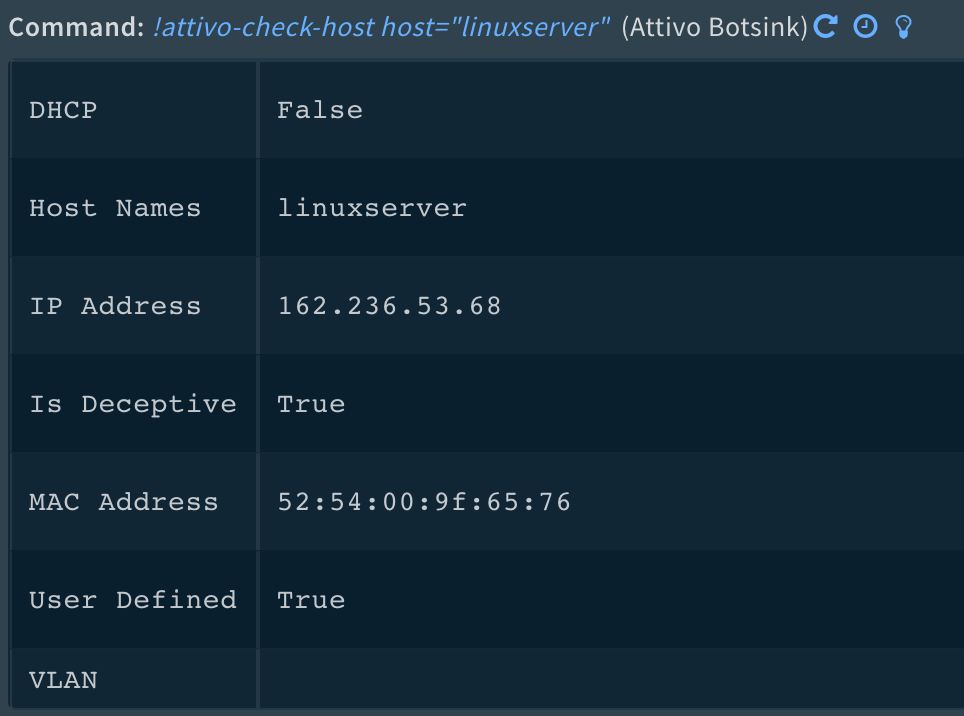 Command: !attivo-check-host host="linuxserver" (Attivo Botsink)
DHCP False
Host Names linuxserver
IP Address 162.236.53.68
Is Deceptive True
MAC Address 52:54:00:9f:65:76
User Defined True
VLAN